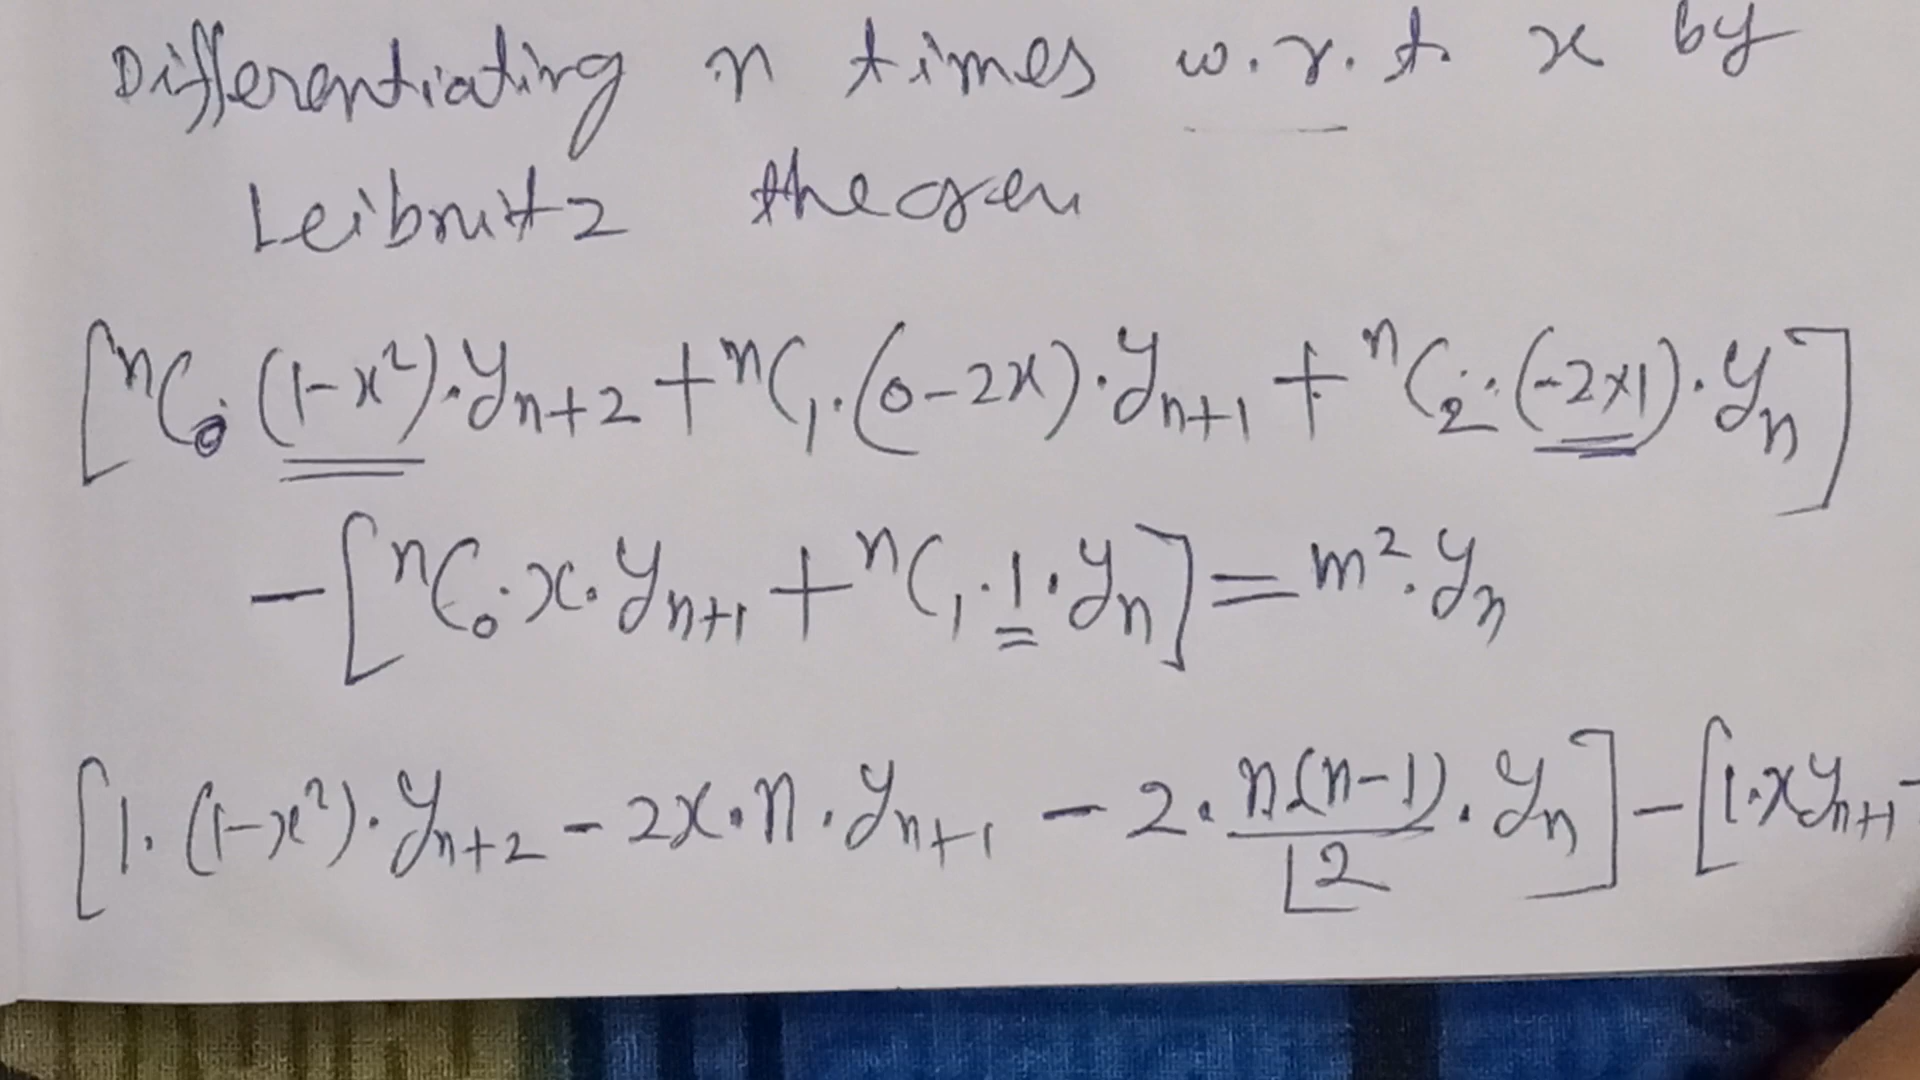 Differentiating n times w.r.t. x by
Leibnitz theorem
[ⁿC₀.(1-x²).yₙ₊₂+ⁿC₁.(0-2x).yₙ₊₁+ⁿC₂.(-2×1).yₙ]
-[ⁿC₀.x.yₙ₊₁+ⁿC₁.1.yₙ]=m².yₙ
[1.(1-x²).yₙ₊₂-2x.n.yₙ₊₁-2.n.(n-1)/⌊2.yₙ]-[1.xyₙ₊₁-